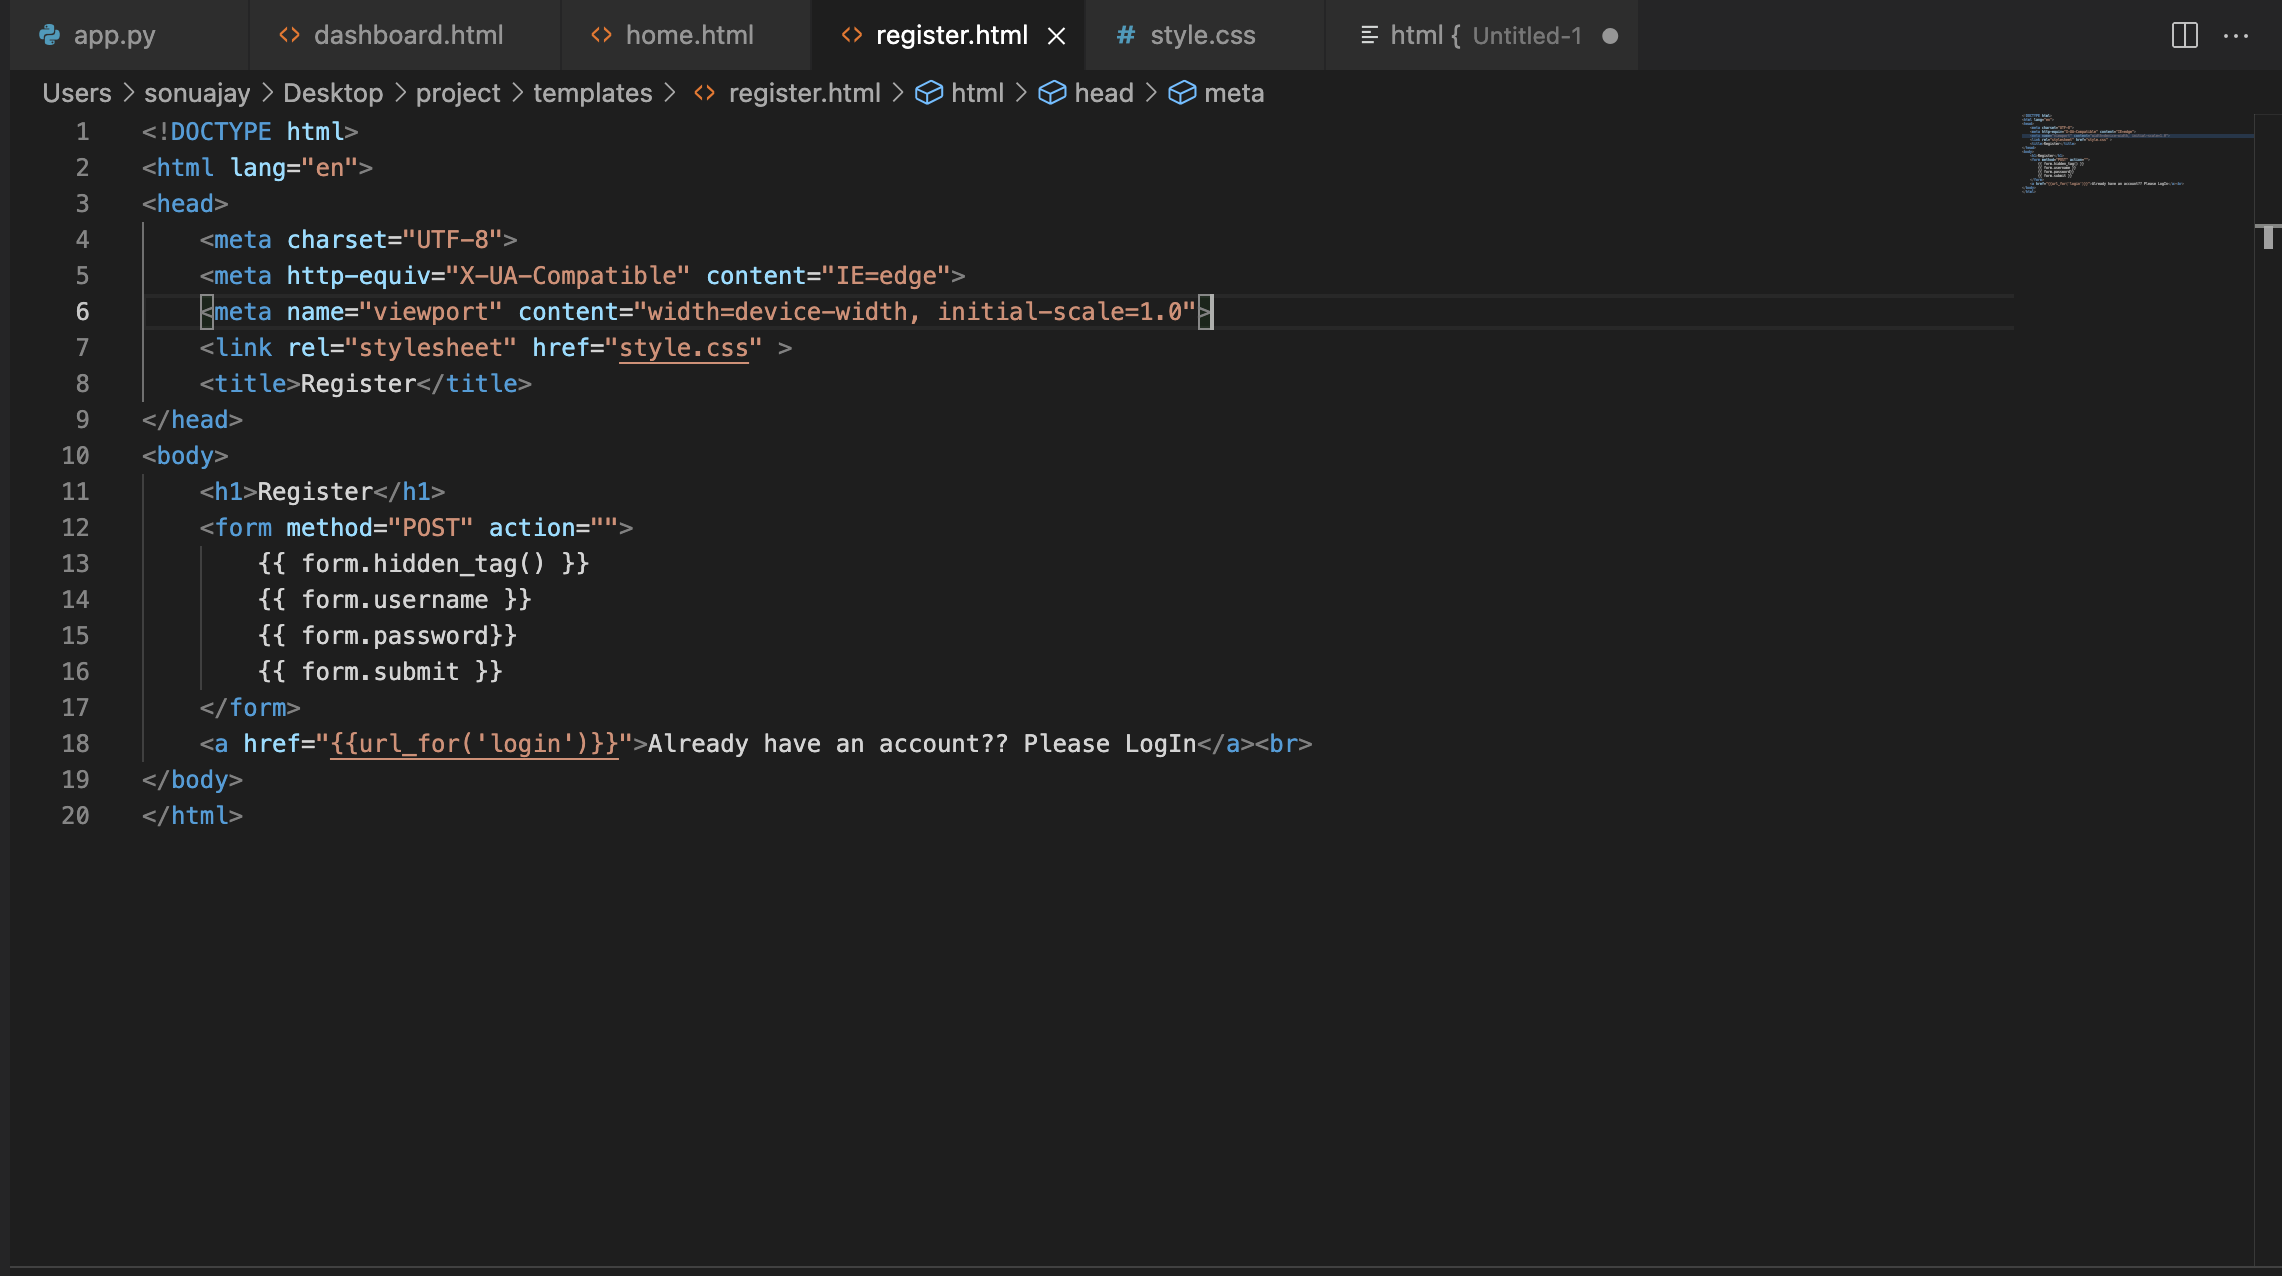 app.py dashboard.html home.html register.html style.css html { Untitled-1
Users > sonuajay > Desktop > project > templates > register.html > html > head > meta
1 <!DOCTYPE html>
2 <html lang="en">
3 <head>
4 <meta charset="UTF-8">
5 <meta http-equiv="X-UA-Compatible" content="IE=edge">
6 <meta name="viewport" content="width=device-width, initial-scale=1.0">
7 <link rel="stylesheet" href="style.css" >
8 <title>Register</title>
9 </head>
10 <body>
11 <h1>Register</h1>
12 <form method="POST" action="">
13 {{ form.hidden_tag() }}
14 {{ form.username }}
15 {{ form.password}}
16 {{ form.submit }}
17 </form>
18 <a href="{{url_for('login')}}">Already have an account?? Please LogIn</a><br>
19 </body>
20 </html>